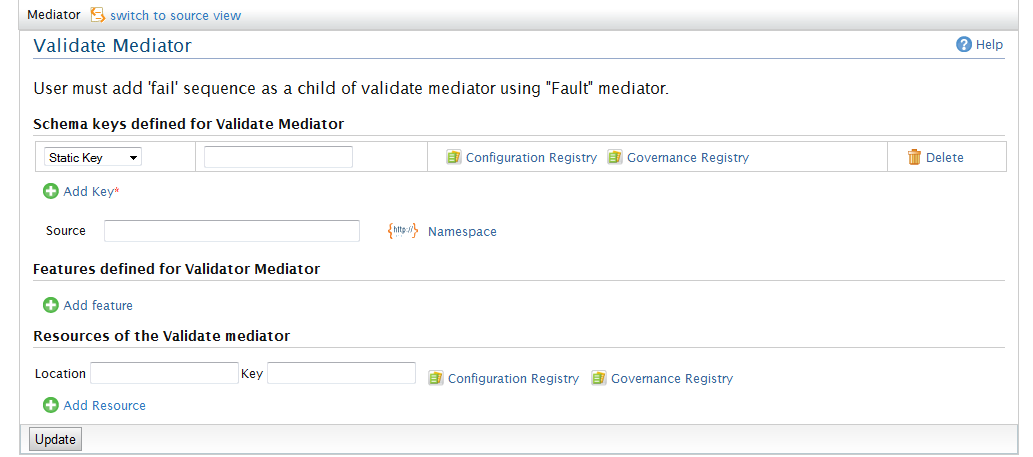 Mediator switch to source view
Validate Mediator Help
User must add 'fail' sequence as a child of validate mediator using "Fault" mediator.
Schema keys defined for Validate Mediator
Static Key Configuration Registry Governance Registry Delete
Add Key*
Source {http://} Namespace
Features defined for Validator Mediator
Add feature
Resources of the Validate mediator
Location Key Configuration Registry Governance Registry
Add Resource
Update